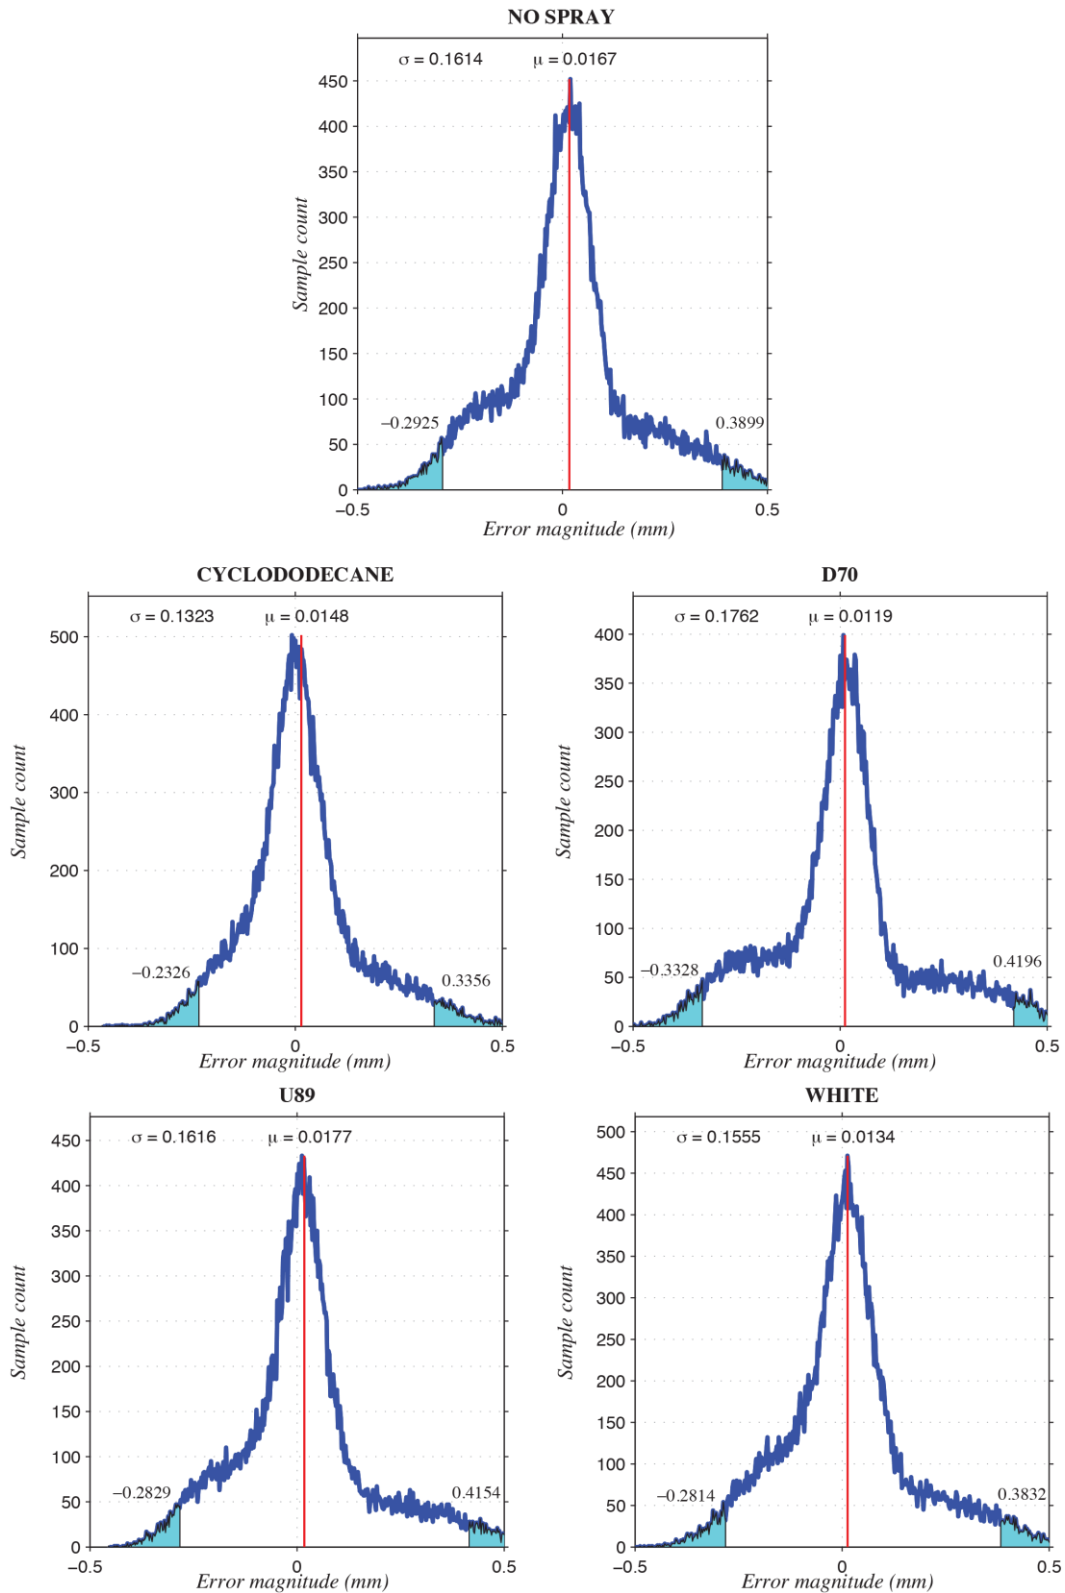 NO SPRAY
σ = 0.1614 μ = 0.0167
450
400
350
300
250
200
150
100
50
0
Sample count
−0.2925
0.3899
−0.5 0 0.5
Error magnitude (mm)
CYCLODODECANE
σ = 0.1323 μ = 0.0148
500
400
300
200
100
0
Sample count
−0.2326
0.3356
−0.5 0 0.5
Error magnitude (mm)
D70
σ = 0.1762 μ = 0.0119
400
350
300
250
200
150
100
50
0
Sample count
−0.3328
0.4196
−0.5 0 0.5
Error magnitude (mm)
U89
σ = 0.1616 μ = 0.0177
450
400
350
300
250
200
150
100
50
0
Sample count
−0.2829
0.4154
−0.5 0 0.5
Error magnitude (mm)
WHITE
σ = 0.1555 μ = 0.0134
500
450
400
350
300
250
200
150
100
50
0
Sample count
−0.2814
0.3832
−0.5 0 0.5
Error magnitude (mm)